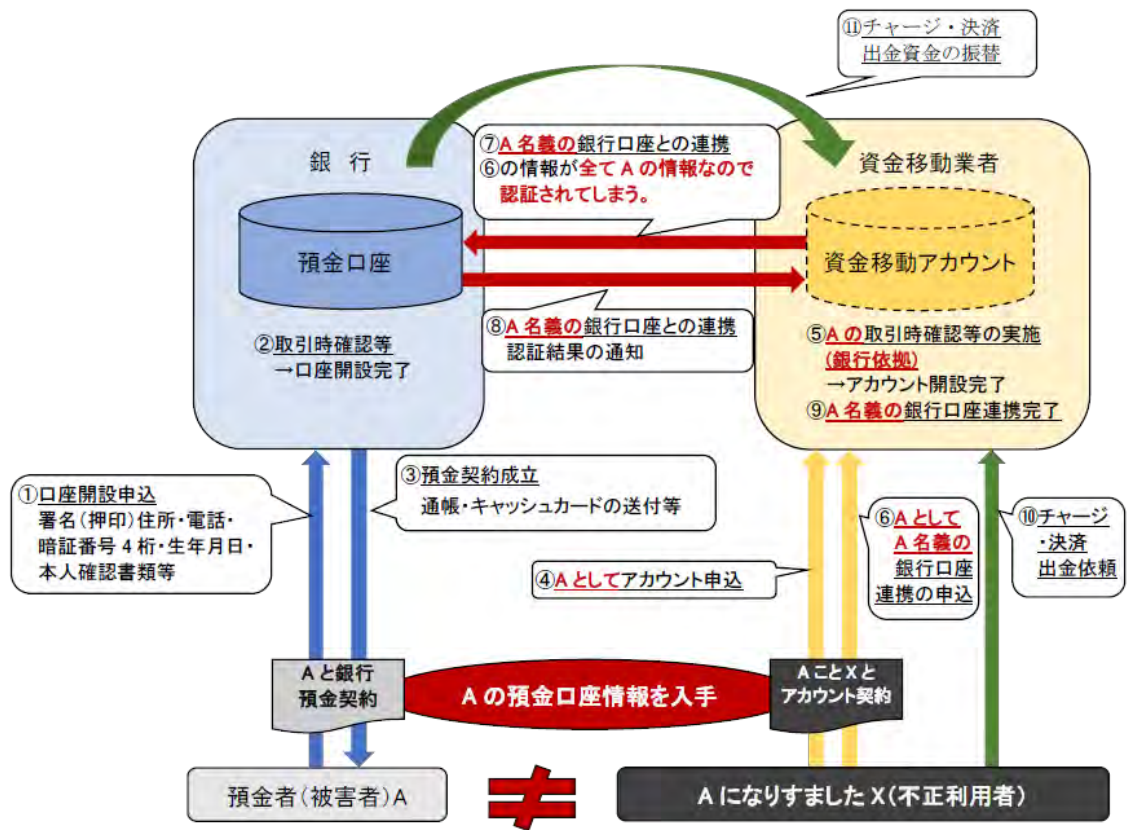 ⑪チャージ・決済
出金資金の振替
銀 行
預金口座
②取引時確認等
→口座開設完了
⑦A 名義の銀行口座との連携
⑥の情報が全て A の情報なので
認証されてしまう。
⑧A 名義の銀行口座との連携
認証結果の通知
資金移動業者
資金移動アカウント
⑤A の取引時確認等の実施
(銀行依拠)
→アカウント開設完了
⑨A 名義の銀行口座連携完了
①口座開設申込
署名(押印)住所・電話・
暗証番号 4 桁・生年月日・
本人確認書類等
③預金契約成立
通帳・キャッシュカードの送付等
④A としてアカウント申込
⑥A として
A 名義の
銀行口座
連携の申込
⑩チャージ
・決済
出金依頼
A と銀行
預金契約
A の預金口座情報を入手
A こと X と
アカウント契約
預金者(被害者)A
≠
A になりすました X(不正利用者)